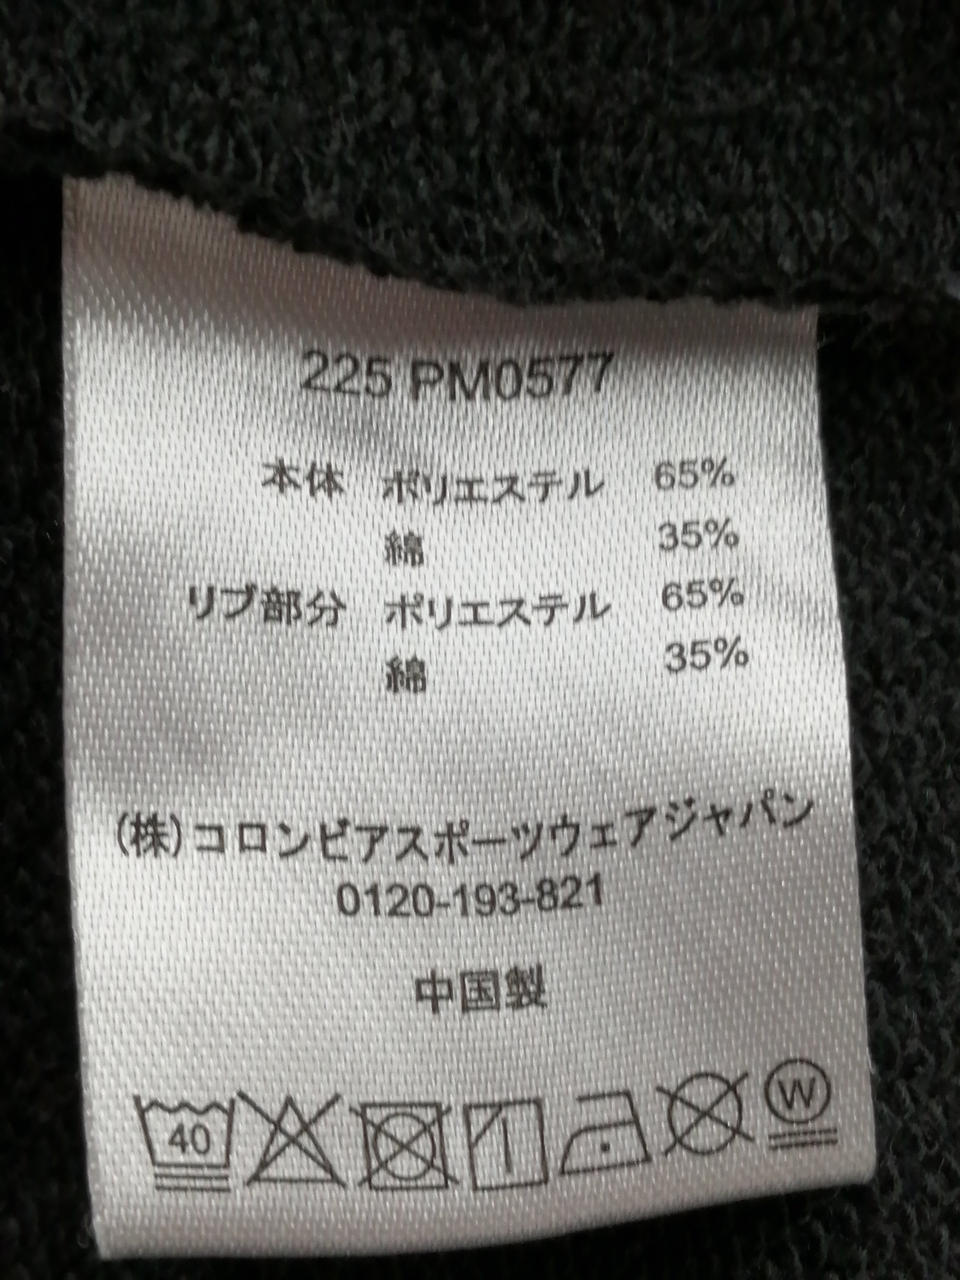 225 PM0577
本体 ポリエステル 65%
綿 35%
リブ部分 ポリエステル 65%
綿 35%
(株)コロンビアスポーツウェアジャパン
0120-193-821
中国製
40 W